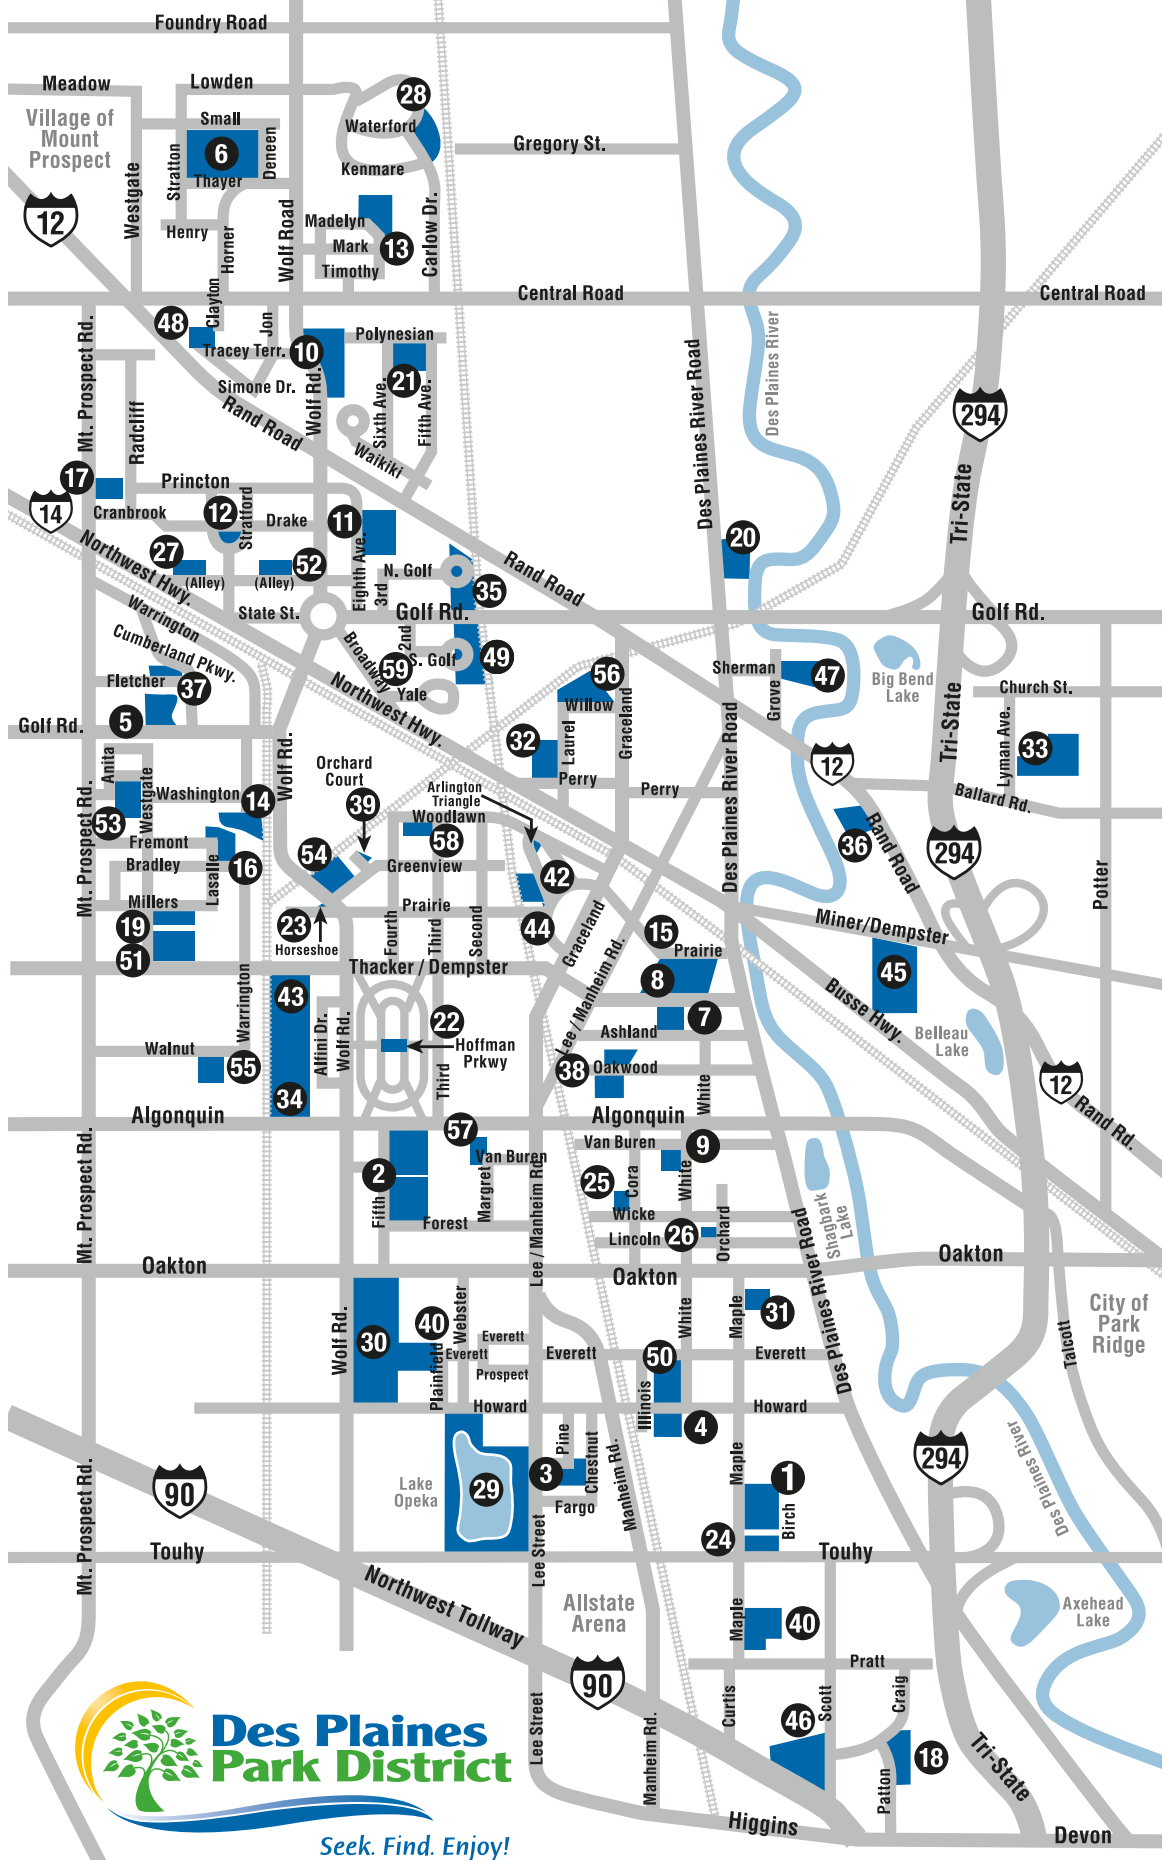 Foundry Road
Meadow
Lowden
28
Village of
Mount
Prospect
Small
Waterford
Gregory St.
6
Deneen
Stratton
Thayer
Kenmare
Westgate
12
Henry
Horner
Wolf Road
Madelyn
Mark
13
Timothy
Carlow Dr.
Central Road
Central Road
Mt. Prospect Rd.
48
Clayton
Jon
Tracey Terr.
10
Polynesian
Simone Dr.
Wolf Rd.
21
Sixth Ave.
Fifth Ave.
Des Plaines River Road
Des Plaines River
294
Rand Road
Radcliff
Waikiki
17
Princton
14
Cranbrook
12
Stratford
Drake
11
Tri-State
Northwest Hwy.
27
(Alley)
52
(Alley)
Eighth Ave.
3rd
N. Golf
35
Rand Road
20
Warrington
State St.
Golf Rd.
Golf Rd.
Cumberland Pkwy.
Broadway
2nd
S. Golf
59
49
Yale
Fletcher
37
56
Willow
Sherman
47
Grove
Big Bend
Lake
Church St.
5
Golf Rd.
Northwest Hwy.
32
Laurel
Graceland
Des Plaines River Road
Tri-State
Lyman Ave.
33
Anita
Westgate
Wolf Rd.
Orchard
Court
12
Perry
Perry
Mt. Prospect Rd.
Washington
14
39
Arlington
Triangle
Ballard Rd.
53
Woodlawn
58
Fremont
36
Rand Road
294
Bradley
Lasalle
16
54
Greenview
42
Potter
Millers
19
23
Horseshoe
Prairie
Fourth
Third
Second
44
Graceland
15
Prairie
Miner/Dempster
51
Thacker / Dempster
8
45
Warrington
43
Lee / Manheim Rd.
Busse Hwy.
22
Alfini Dr.
Wolf Rd.
Hoffman
Prkwy
7
Ashland
Belleau
Lake
Walnut
55
Third
38
Oakwood
White
12
34
Algonquin
Algonquin
Rand Rd.
57
Van Buren
Van Buren
9
Mt. Prospect Rd.
2
Fifth
Margret
Forest
25
Cora
White
Wicke
Lincoln
26
Orchard
Shagbark
Lake
Lee / Manheim Rd.
Oakton
Oakton
Oakton
Des Plaines River Road
Wolf Rd.
30
40
Webster
Plainfield
Everett
Everett
Prospect
Everett
White
Maple
31
50
Everett
City of
Park
Ridge
Talcott
Howard
Illinois
4
Howard
294
Mt. Prospect Rd.
90
Lake
Opeka
29
3
Pine
Chestnut
Fargo
Manheim Rd.
Maple
1
Birch
24
Des Plaines River
Touhy
Lee Street
Touhy
Northwest Tollway
Allstate
Arena
Maple
40
Axehead
Lake
90
Pratt
Lee Street
Manheim Rd.
Curtis
46
Scott
Craig
18
Patton
Tri-State
Higgins
Devon
Des Plaines
Park District
Seek. Find. Enjoy!